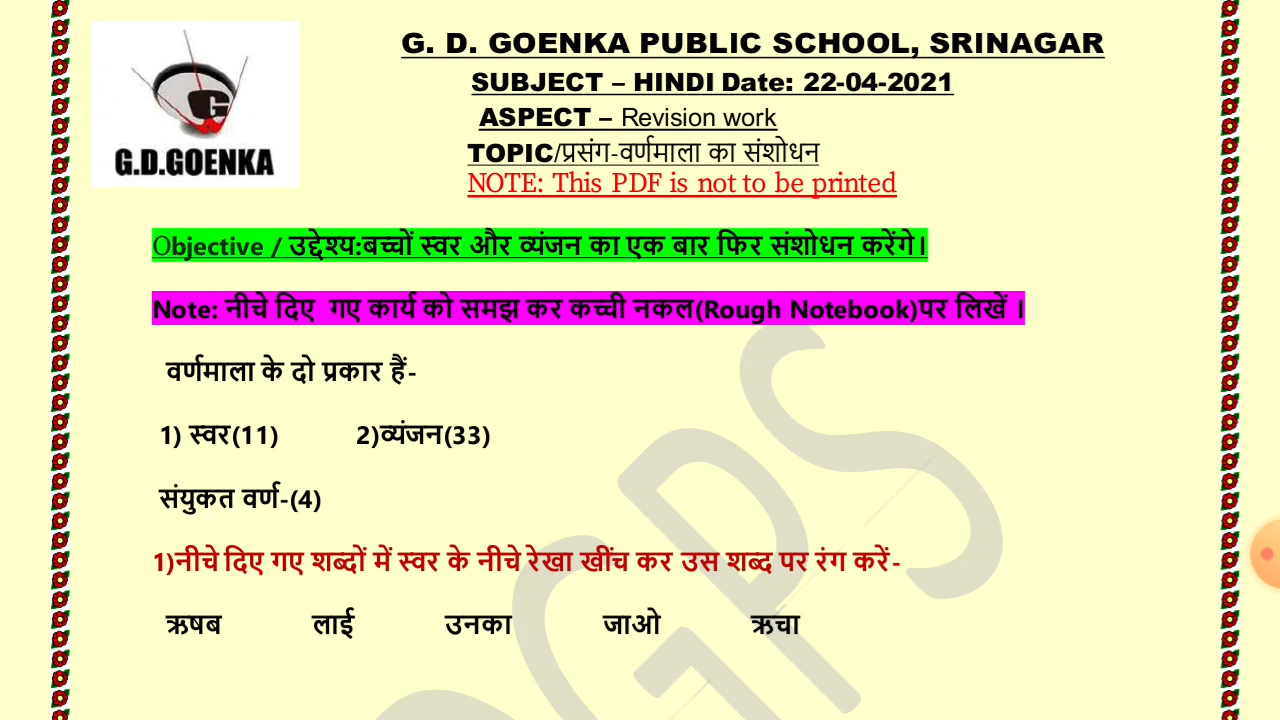 G. D. GOENKA PUBLIC SCHOOL, SRINAGAR
SUBJECT – HINDI Date: 22-04-2021
ASPECT – Revision work
TOPIC/प्रसंग-वर्णमाला का संशोधन
NOTE: This PDF is not to be printed
G
G.D.GOENKA
Objective / उद्देश्य:बच्चों स्वर और व्यंजन का एक बार फिर संशोधन करेंगे।
Note: नीचे दिए गए कार्य को समझ कर कच्ची नकल(Rough Notebook)पर लिखें ।
वर्णमाला के दो प्रकार हैं-
1) स्वर(11) 2)व्यंजन(33)
संयुकत वर्ण-(4)
1)नीचे दिए गए शब्दों में स्वर के नीचे रेखा खींच कर उस शब्द पर रंग करें-
ऋषब लाई उनका जाओ ऋचा
GPS